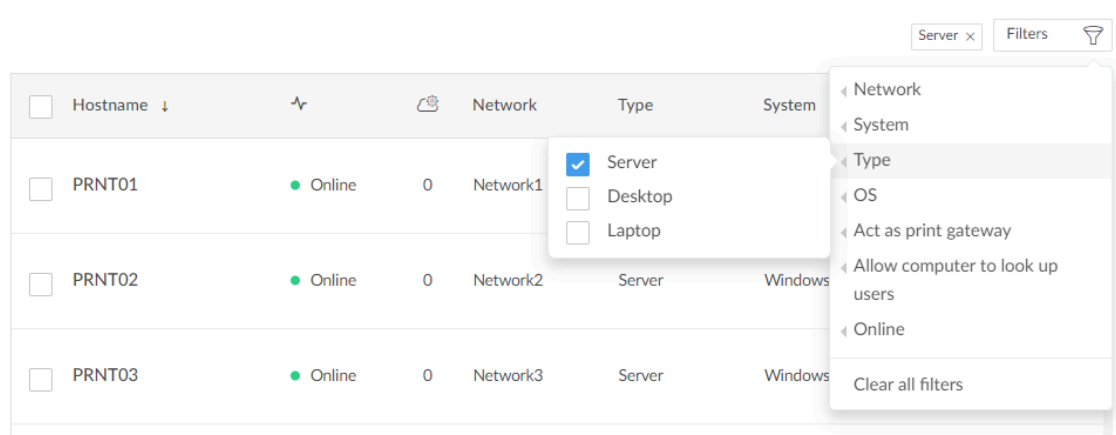 Server ×
Filters
Hostname ↓ Network Type System
Network
System
Type
OS
Act as print gateway
Allow computer to look up
users
Online
Clear all filters
Server
Desktop
Laptop
PRNT01 Online 0 Network1
PRNT02 Online 0 Network2 Server Windows
PRNT03 Online 0 Network3 Server Windows